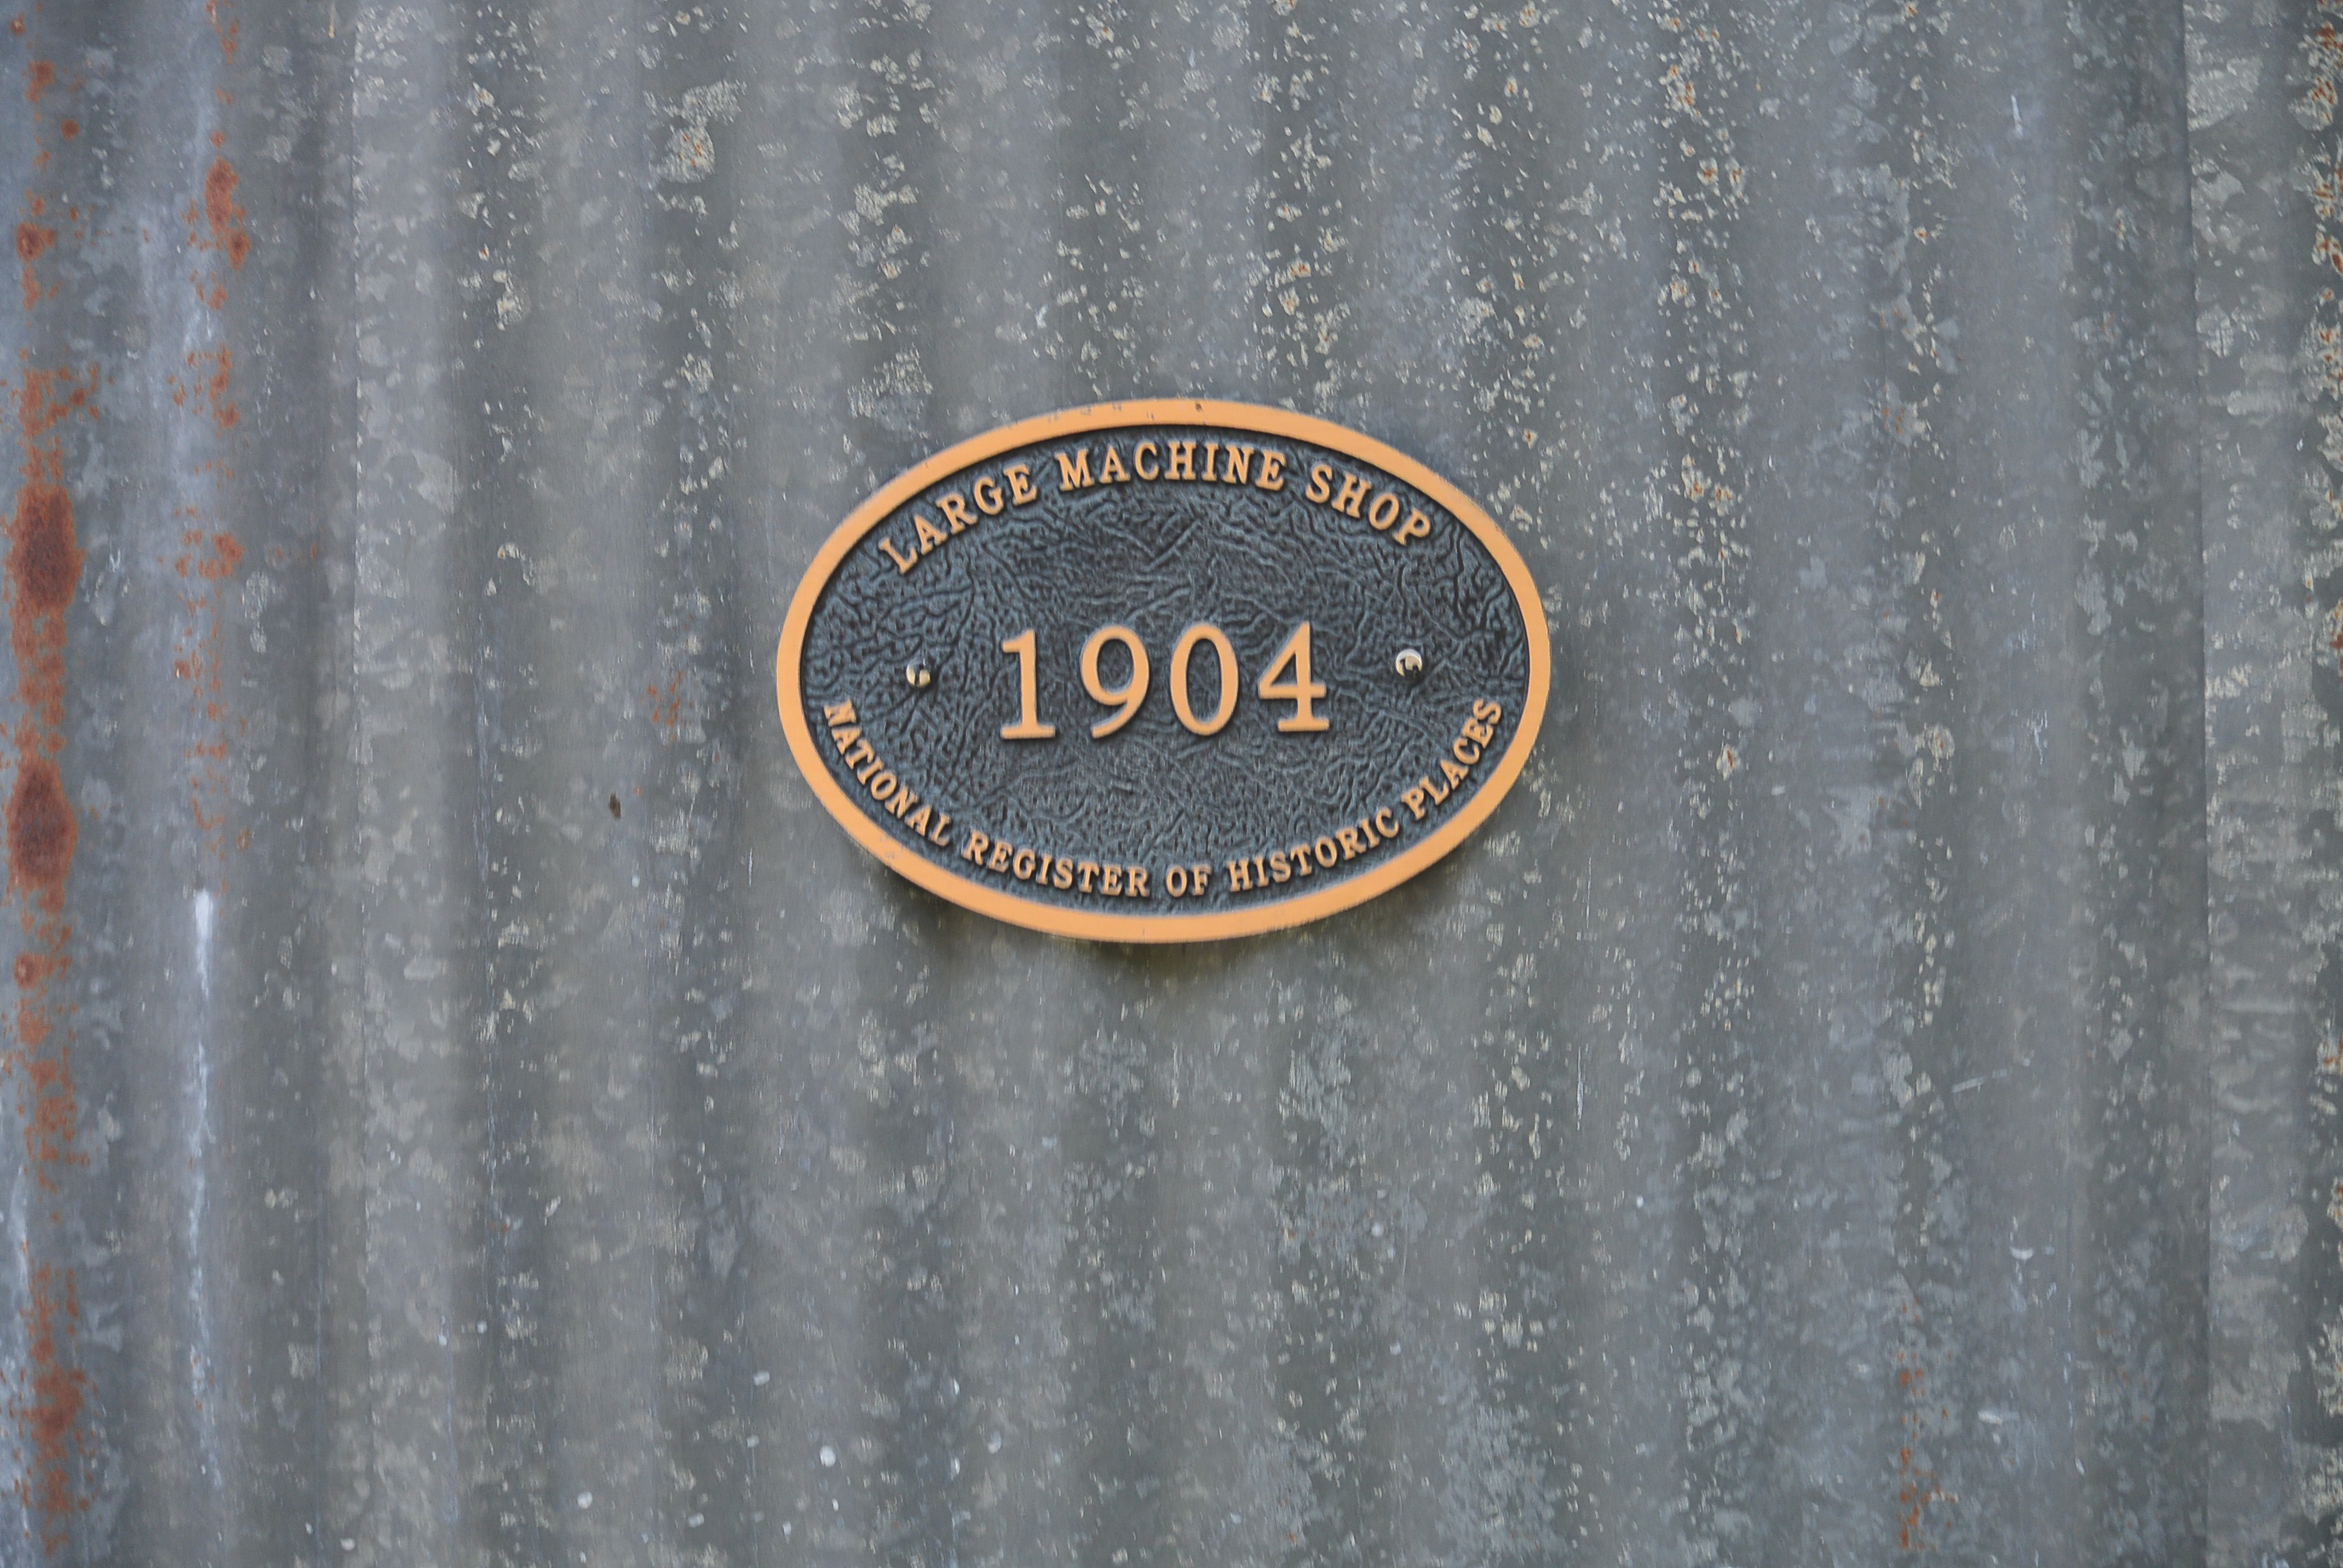 LARGE MACHINE SHOP
1904
NATIONAL REGISTER OF HISTORIC PLACES